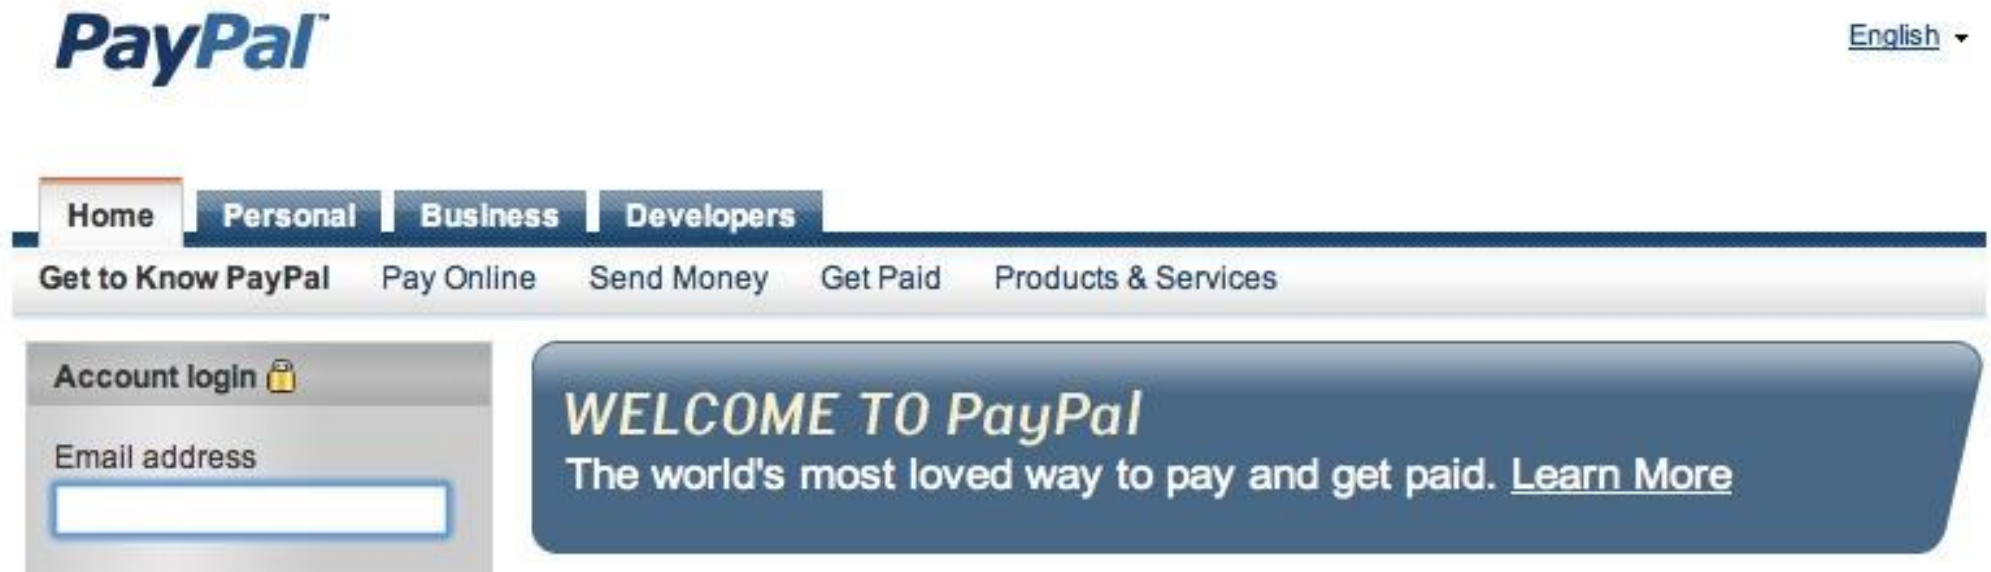 PayPal™
English
Home Personal Business Developers
Get to Know PayPal Pay Online Send Money Get Paid Products & Services
Account login
Email address
WELCOME TO PayPal
The world's most loved way to pay and get paid. Learn More